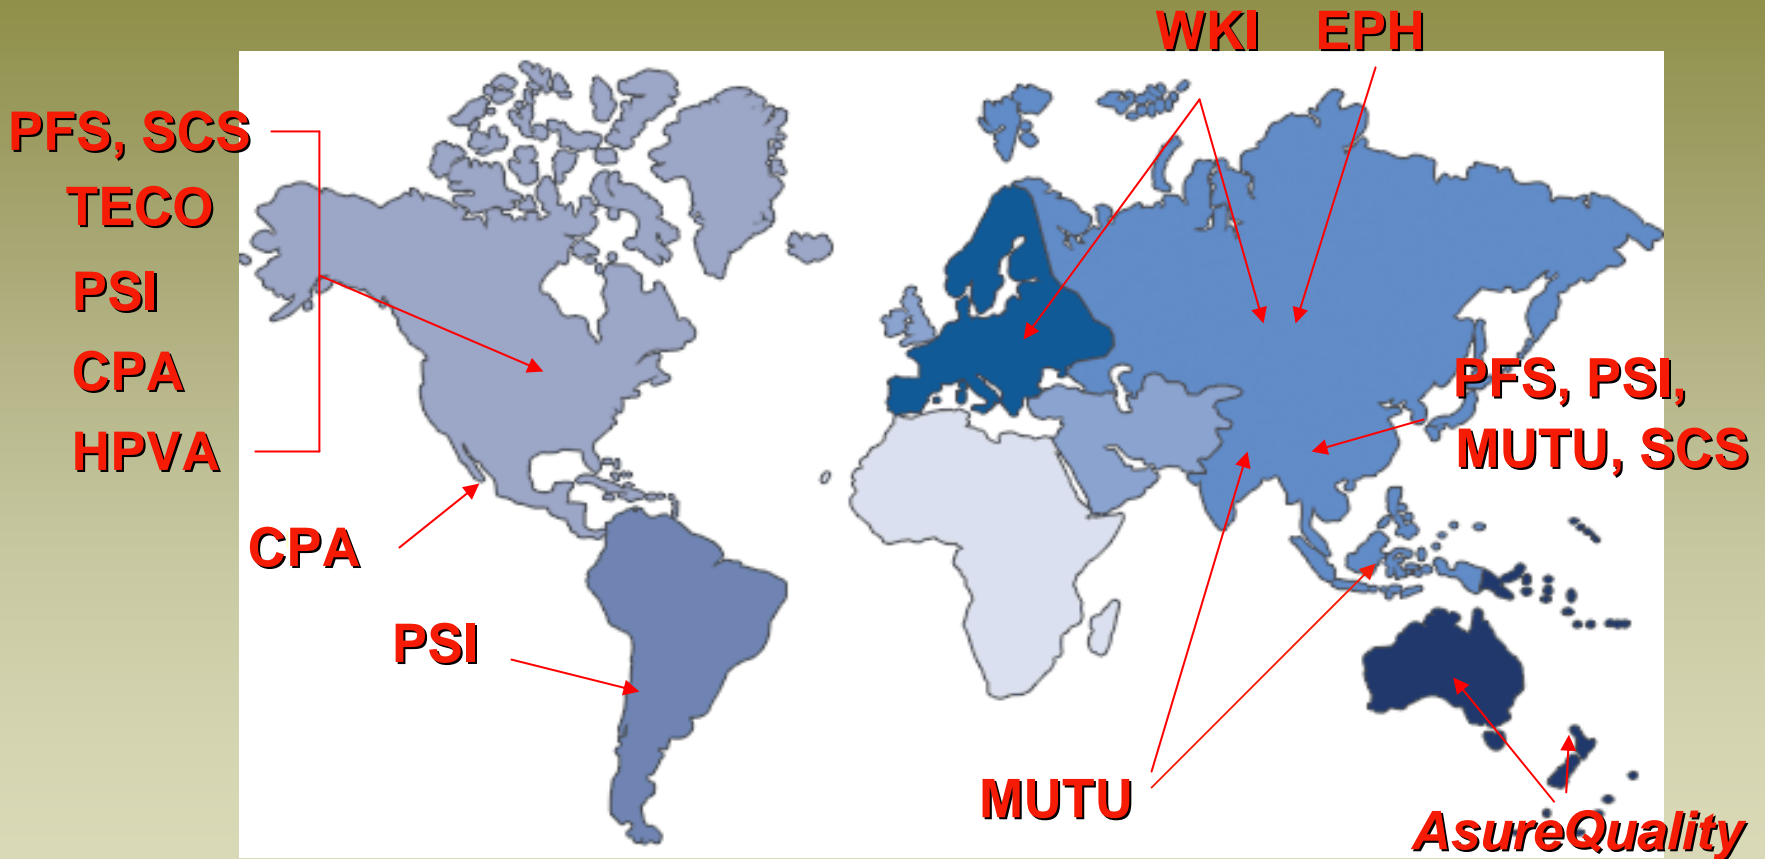 WKI
EPH
PFS, SCS
TECO
PSI
CPA
HPVA
PFS, PSI,
MUTU, SCS
CPA
PSI
MUTU
AsureQuality